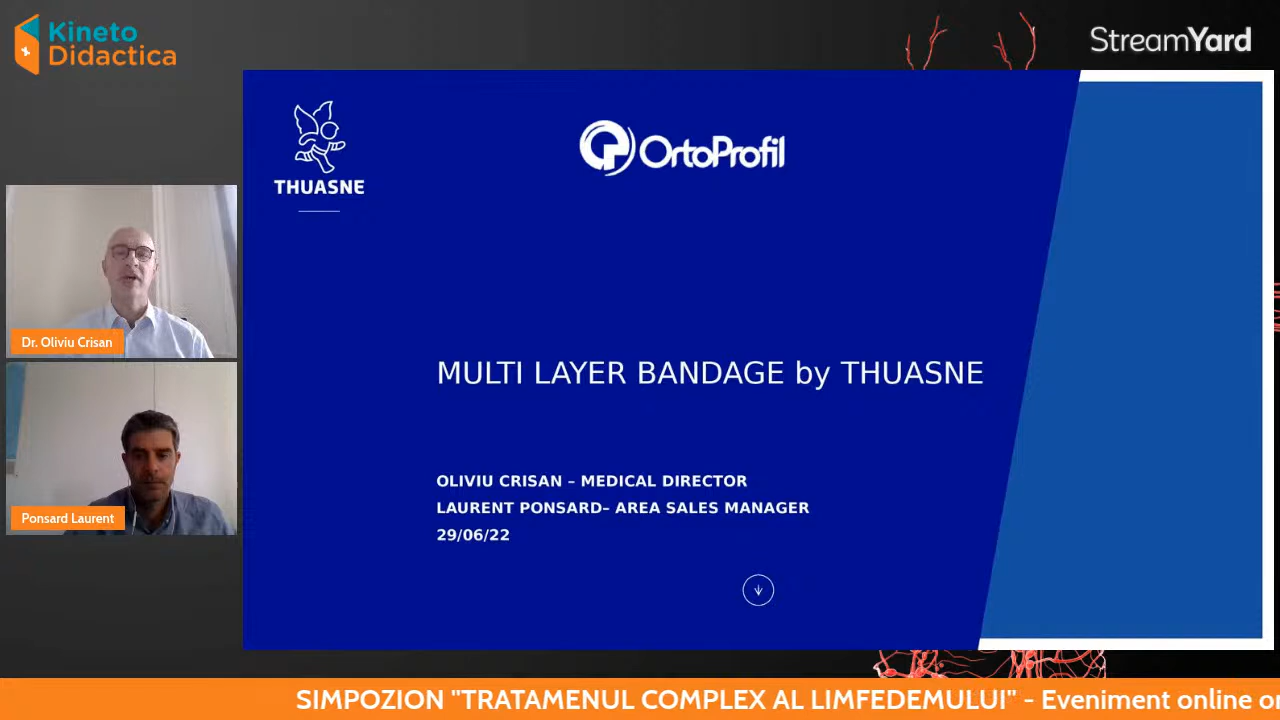 Kineto
Didactica
StreamYard
THUASNE
OrtoProfil
MULTI LAYER BANDAGE by THUASNE
OLIVIU CRISAN – MEDICAL DIRECTOR
LAURENT PONSARD– AREA SALES MANAGER
29/06/22
Dr. Oliviu Crisan
Ponsard Laurent
SIMPOZION "TRATAMENUL COMPLEX AL LIMFEDEMULUI" - Eveniment online o